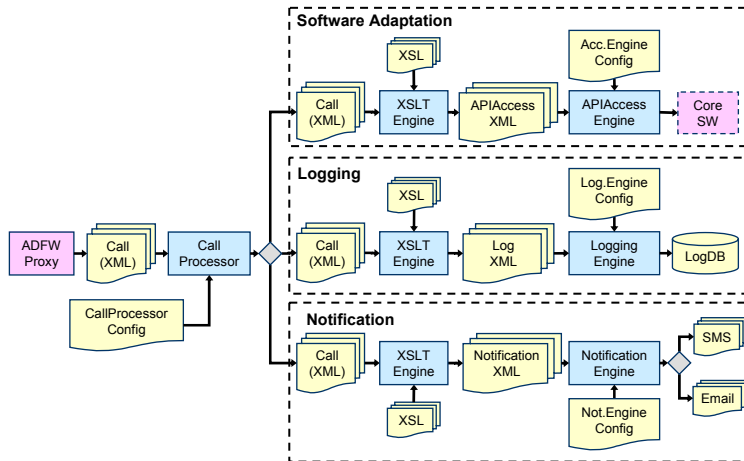 Software Adaptation
XSL
Acc.Engine
Config
Call
(XML)
XSLT
Engine
APIAccess
XML
APIAccess
Engine
Core
SW
Logging
XSL
Log.Engine
Config
ADFW
Proxy
Call
(XML)
Call
Processor
Call
(XML)
XSLT
Engine
Log
XML
Logging
Engine
LogDB
CallProcessor
Config
Notification
Call
(XML)
XSLT
Engine
Notification
XML
Notification
Engine
SMS
Email
XSL
Not.Engine
Config